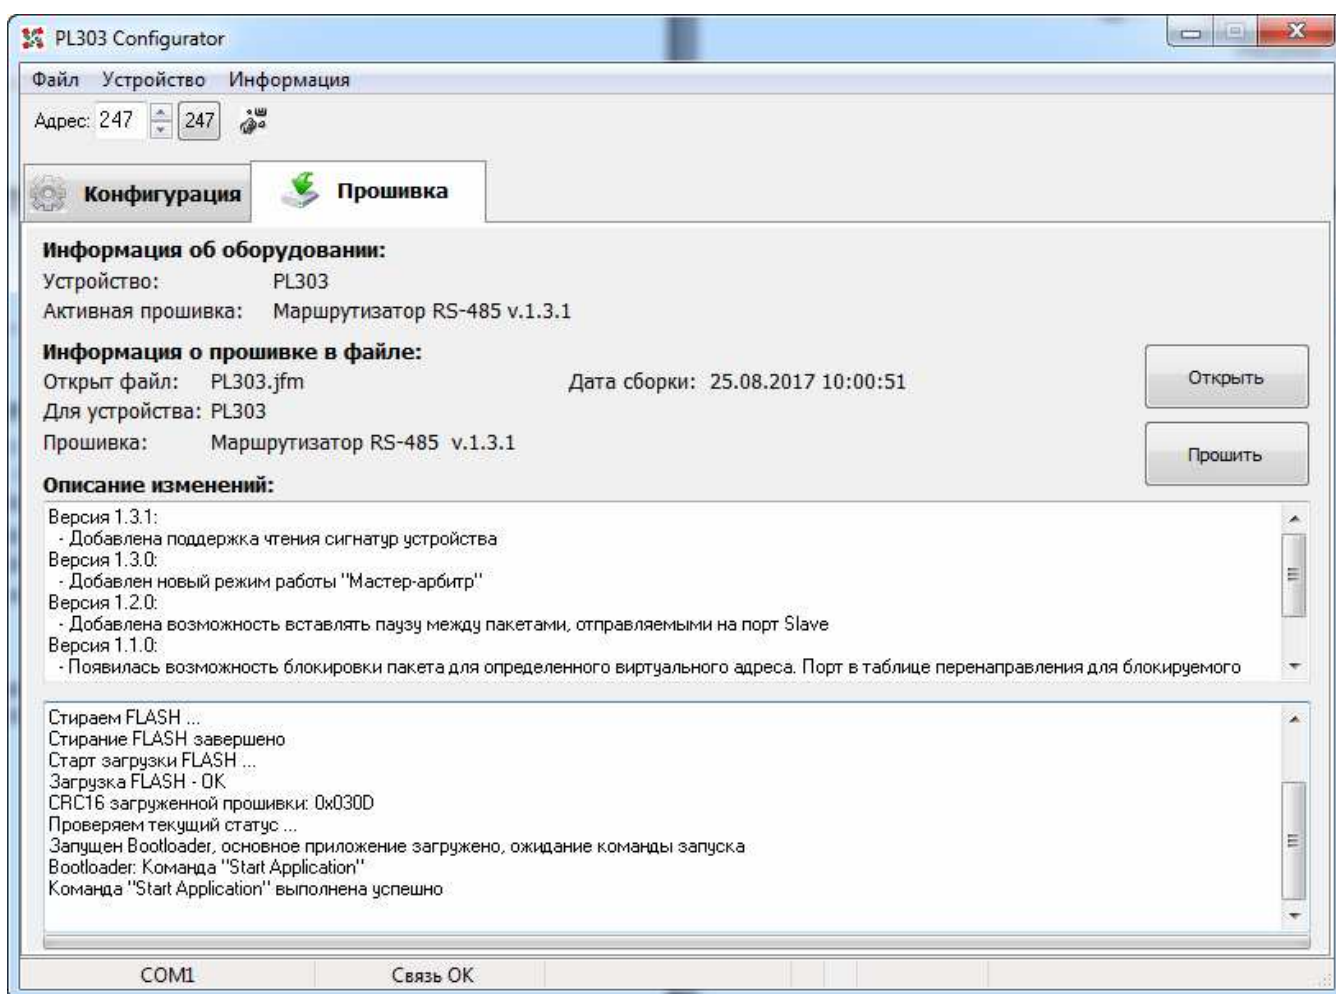 PL303 Configurator
Файл Устройство Информация
Адрес: 247 247
Конфигурация Прошивка
Информация об оборудовании:
Устройство: PL303
Активная прошивка: Маршрутизатор RS-485 v.1.3.1
Информация о прошивке в файле:
Открыт файл: PL303.jfm Дата сборки: 25.08.2017 10:00:51
Открыть
Для устройства: PL303
Прошивка: Маршрутизатор RS-485 v.1.3.1
Прошить
Описание изменений:
Версия 1.3.1:
- Добавлена поддержка чтения сигнатур устройства
Версия 1.3.0:
- Добавлен новый режим работы "Мастер-арбитр"
Версия 1.2.0:
- Добавлена возможность вставлять паузу между пакетами, отправляемыми на порт Slave
Версия 1.1.0:
- Появилась возможность блокировки пакета для определенного виртуального адреса. Порт в таблице перенаправления для блокируемого
Стираем FLASH ...
Стирание FLASH завершено
Старт загрузки FLASH ...
Загрузка FLASH - OK
CRC16 загруженной прошивки: 0x030D
Проверяем текущий статус ...
Запущен Bootloader, основное приложение загружено, ожидание команды запуска
Bootloader: Команда "Start Application"
Команда "Start Application" выполнена успешно
COM1 Связь OK